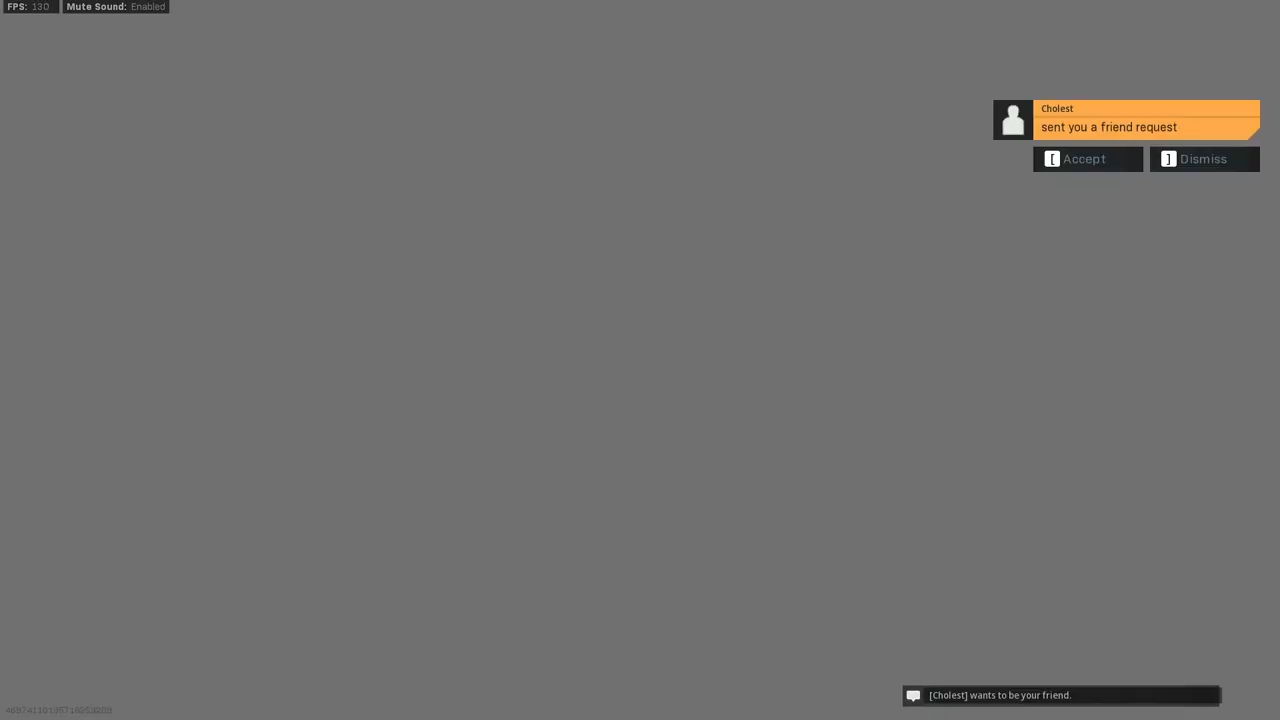 FPS: 130 Mute Sound: Enabled
Cholest
sent you a friend request
[ Accept ] Dismiss
[Cholest] wants to be your friend.